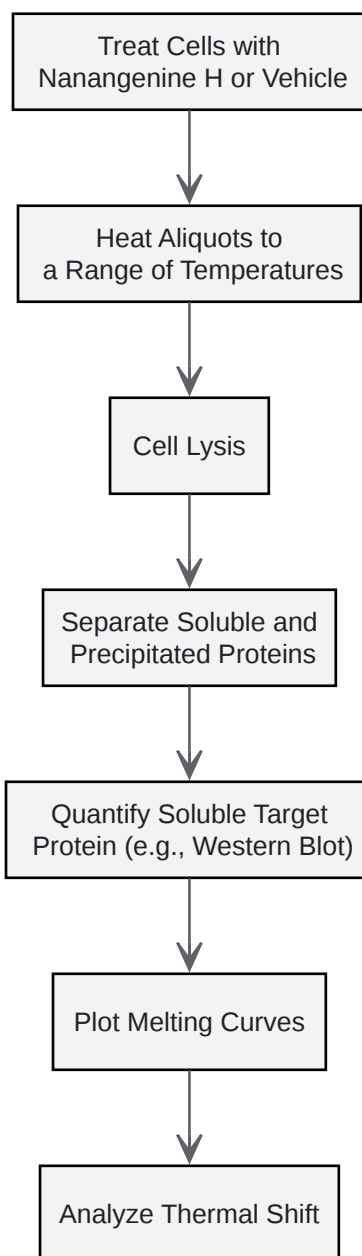 Treat Cells with
Nanangenine H or Vehicle
Heat Aliquots to
a Range of Temperatures
Cell Lysis
Separate Soluble and
Precipitated Proteins
Quantify Soluble Target
Protein (e.g., Western Blot)
Plot Melting Curves
Analyze Thermal Shift